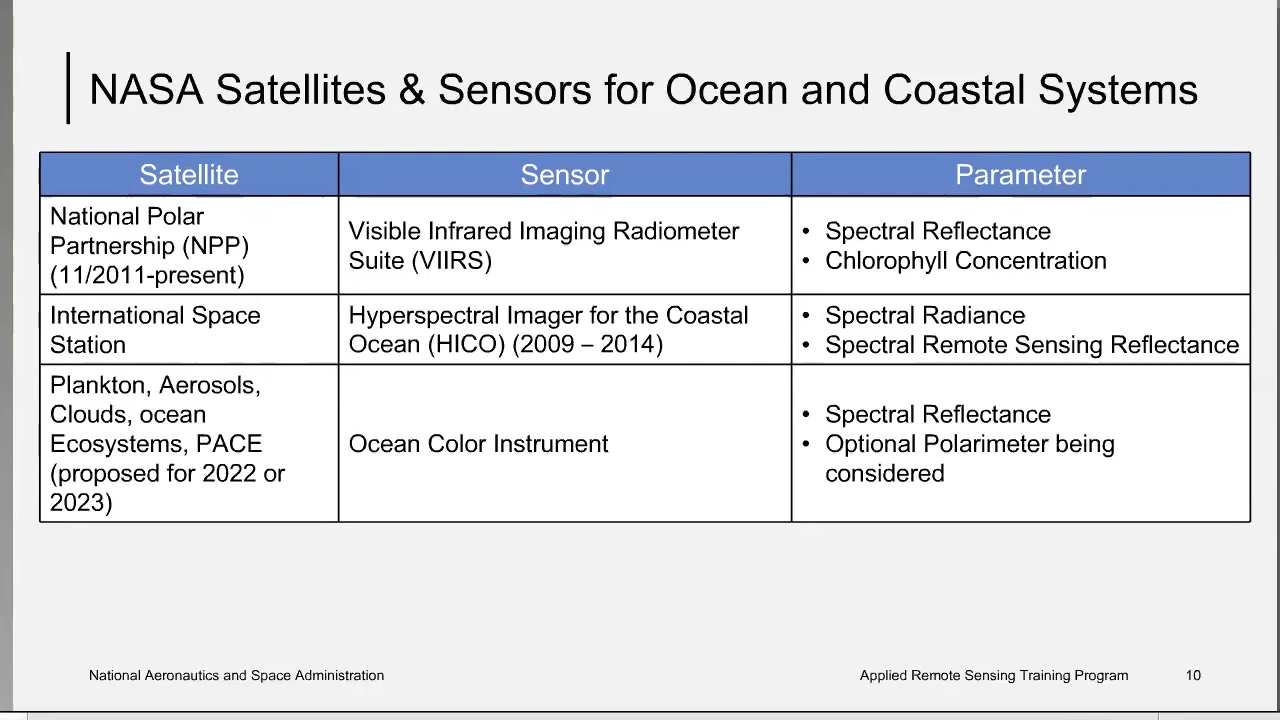 NASA Satellites & Sensors for Ocean and Coastal Systems
Satellite
Sensor
Parameter
National Polar
Partnership (NPP)
(11/2011-present)
Visible Infrared Imaging Radiometer
Suite (VIIRS)
• Spectral Reflectance
• Chlorophyll Concentration
International Space
Station
Hyperspectral Imager for the Coastal
Ocean (HICO) (2009 – 2014)
• Spectral Radiance
• Spectral Remote Sensing Reflectance
Plankton, Aerosols,
Clouds, ocean
Ecosystems, PACE
(proposed for 2022 or
2023)
Ocean Color Instrument
• Spectral Reflectance
• Optional Polarimeter being
considered
National Aeronautics and Space Administration
Applied Remote Sensing Training Program
10